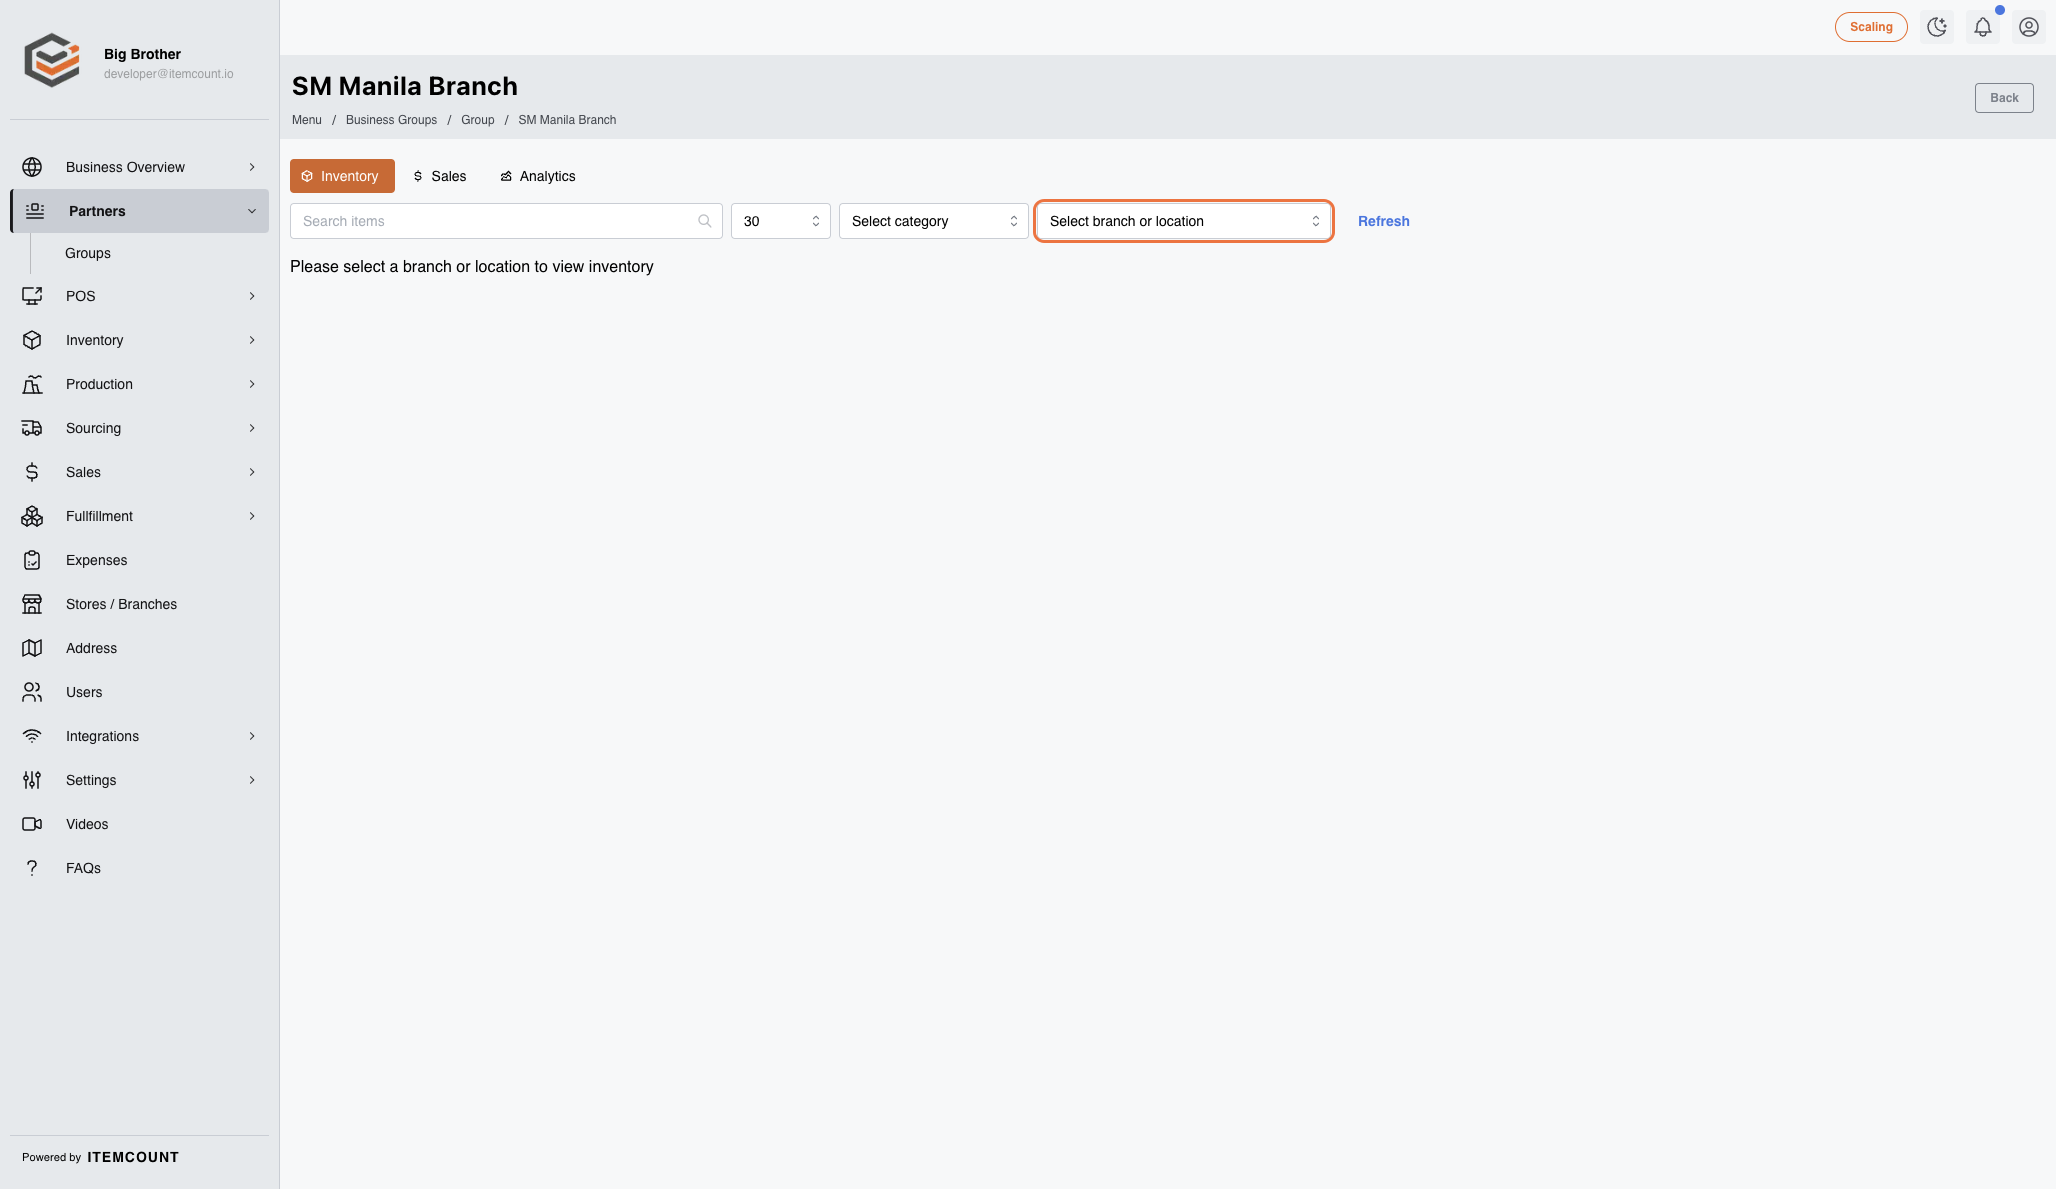 Big Brother
developer@itemcount.io
Business Overview
Partners
Groups
POS
Inventory
Production
Sourcing
Sales
Fullfillment
Expenses
Stores / Branches
Address
Users
Integrations
Settings
Videos
FAQs
Powered by ITEMCOUNT
Scaling
SM Manila Branch
Menu / Business Groups / Group / SM Manila Branch
Back
Inventory Sales Analytics
Search items 30 Select category Select branch or location Refresh
Please select a branch or location to view inventory